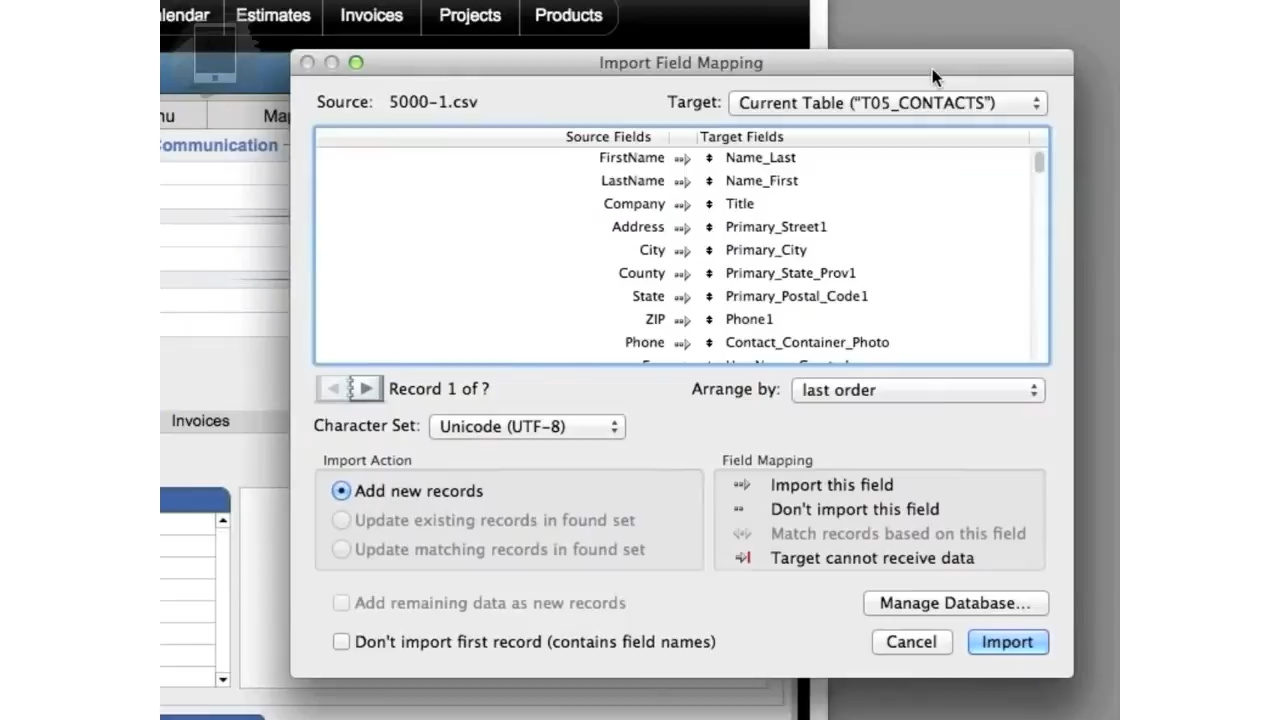 lendar Estimates Invoices Projects Products
Import Field Mapping
Source: 5000-1.csv Target: Current Table ("T05_CONTACTS")
nu Map
ommunication
Source Fields Target Fields
FirstName Name_Last
LastName Name_First
Company Title
Address Primary_Street1
City Primary_City
County Primary_State_Prov1
State Primary_Postal_Code1
ZIP Phone1
Phone Contact_Container_Photo
Record 1 of ? Arrange by: last order
Character Set: Unicode (UTF-8)
Invoices
Import Action Field Mapping
Add new records Import this field
Update existing records in found set Don't import this field
Update matching records in found set Match records based on this field
Target cannot receive data
Add remaining data as new records Manage Database...
Don't import first record (contains field names) Cancel Import